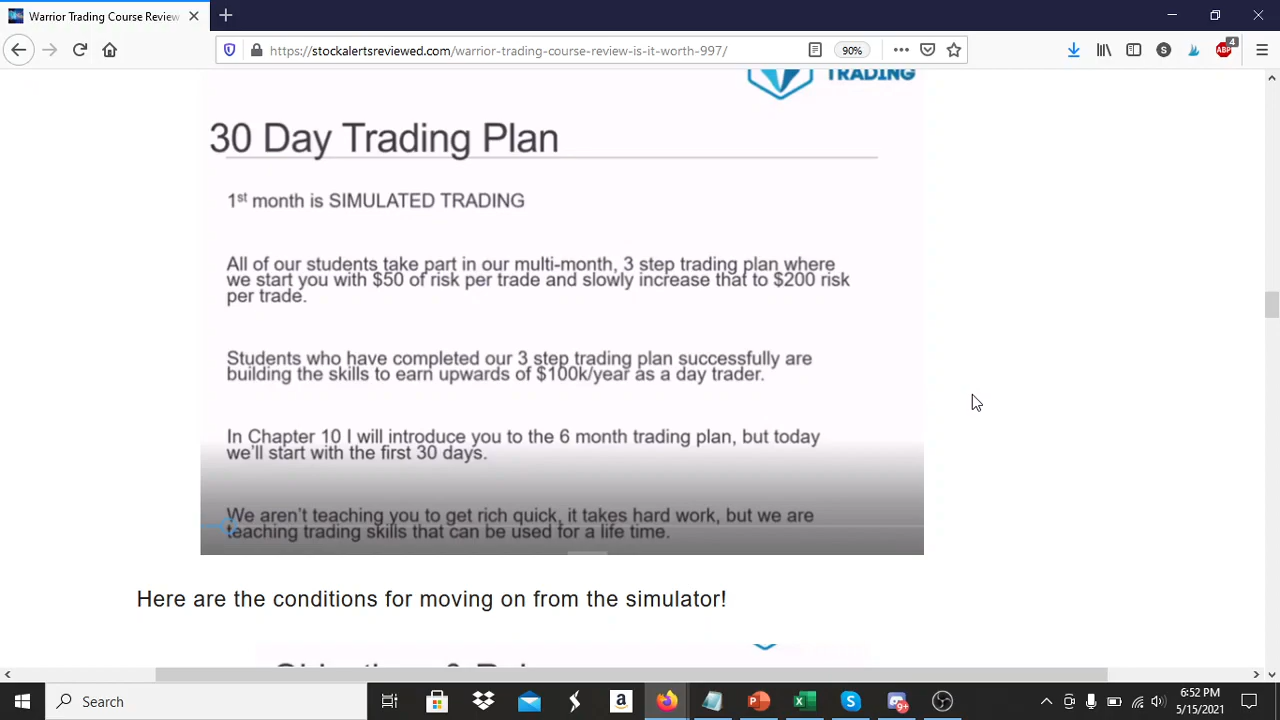 Warrior Trading Course Review
https://stockalertsreviewed.com/warrior-trading-course-review-is-it-worth-997/
90%
4
TRADING
30 Day Trading Plan
1st month is SIMULATED TRADING
All of our students take part in our multi-month, 3 step trading plan where
we start you with $50 of risk per trade and slowly increase that to $200 risk
per trade.
Students who have completed our 3 step trading plan successfully are
building the skills to earn upwards of $100k/year as a day trader.
In Chapter 10 I will introduce you to the 6 month trading plan, but today
we'll start with the first 30 days.
We aren't teaching you to get rich quick, it takes hard work, but we are
teaching trading skills that can be used for a life time.
Here are the conditions for moving on from the simulator!
Search
6:52 PM
5/15/2021